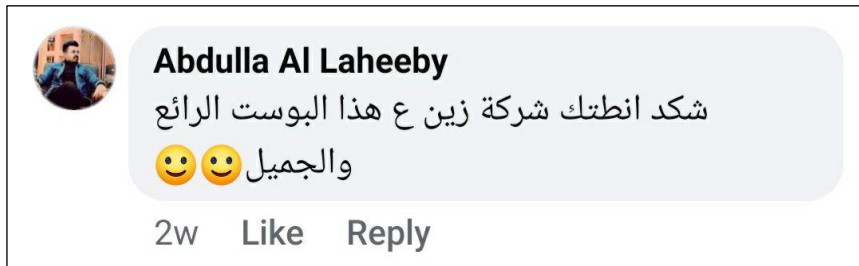 Abdulla Al Laheeby
شكد انطتك شركة زين ع هذا البوست الرائع
والجميل🙂🙂
2w Like Reply